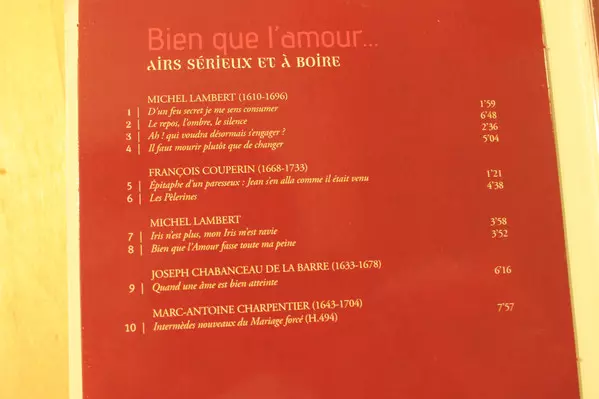 Bien que l'amour...
AIRS SÉRIEUX ET À BOIRE
MICHEL LAMBERT (1610-1696)
1 | D'un feu secret je me sens consumer 1'59
2 | Le repos, l'ombre, le silence 6'48
3 | Ah ! qui voudra désormais s'engager ? 2'36
4 | Il faut mourir plutôt que de changer 5'04
FRANÇOIS COUPERIN (1668-1733)
5 | Épitaphe d'un paresseux : Jean s'en alla comme il était venu 1'21
6 | Les Pèlerines 4'38
MICHEL LAMBERT
7 | Iris n'est plus, mon Iris m'est ravie 3'58
8 | Bien que l'Amour fasse toute ma peine 3'52
JOSEPH CHABANCEAU DE LA BARRE (1633-1678)
9 | Quand une âme est bien atteinte 6'16
MARC-ANTOINE CHARPENTIER (1643-1704)
10 | Intermèdes nouveaux du Mariage forcé (H.494) 7'57